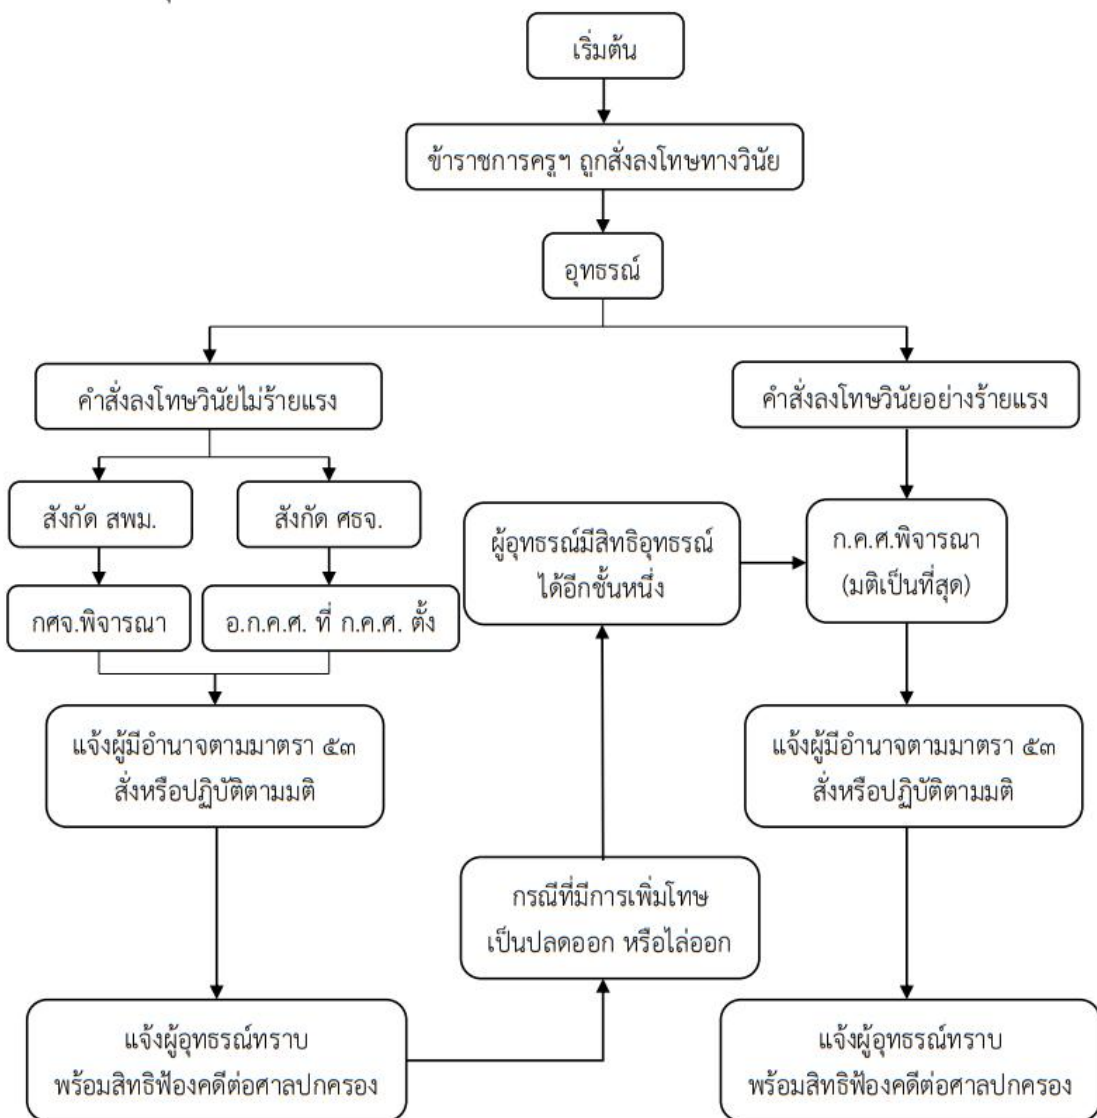 เริ่มต้น
ข้าราชการครูฯ ถูกสั่งลงโทษทางวินัย
อุทธรณ์
คำสั่งลงโทษวินัยไม่ร้ายแรง
คำสั่งลงโทษวินัยอย่างร้ายแรง
สังกัด สพม.
สังกัด ศธจ.
กศจ.พิจารณา
อ.ก.ค.ศ. ที่ ก.ค.ศ. ตั้ง
ผู้อุทธรณ์มีสิทธิอุทธรณ์
ได้อีกชั้นหนึ่ง
ก.ค.ศ.พิจารณา
(มติเป็นที่สุด)
แจ้งผู้มีอำนาจตามมาตรา ๕๓
สั่งหรือปฏิบัติตามมติ
แจ้งผู้มีอำนาจตามมาตรา ๕๓
สั่งหรือปฏิบัติตามมติ
กรณีที่มีการเพิ่มโทษ
เป็นปลดออก หรือไล่ออก
แจ้งผู้อุทธรณ์ทราบ
พร้อมสิทธิฟ้องคดีต่อศาลปกครอง
แจ้งผู้อุทธรณ์ทราบ
พร้อมสิทธิฟ้องคดีต่อศาลปกครอง